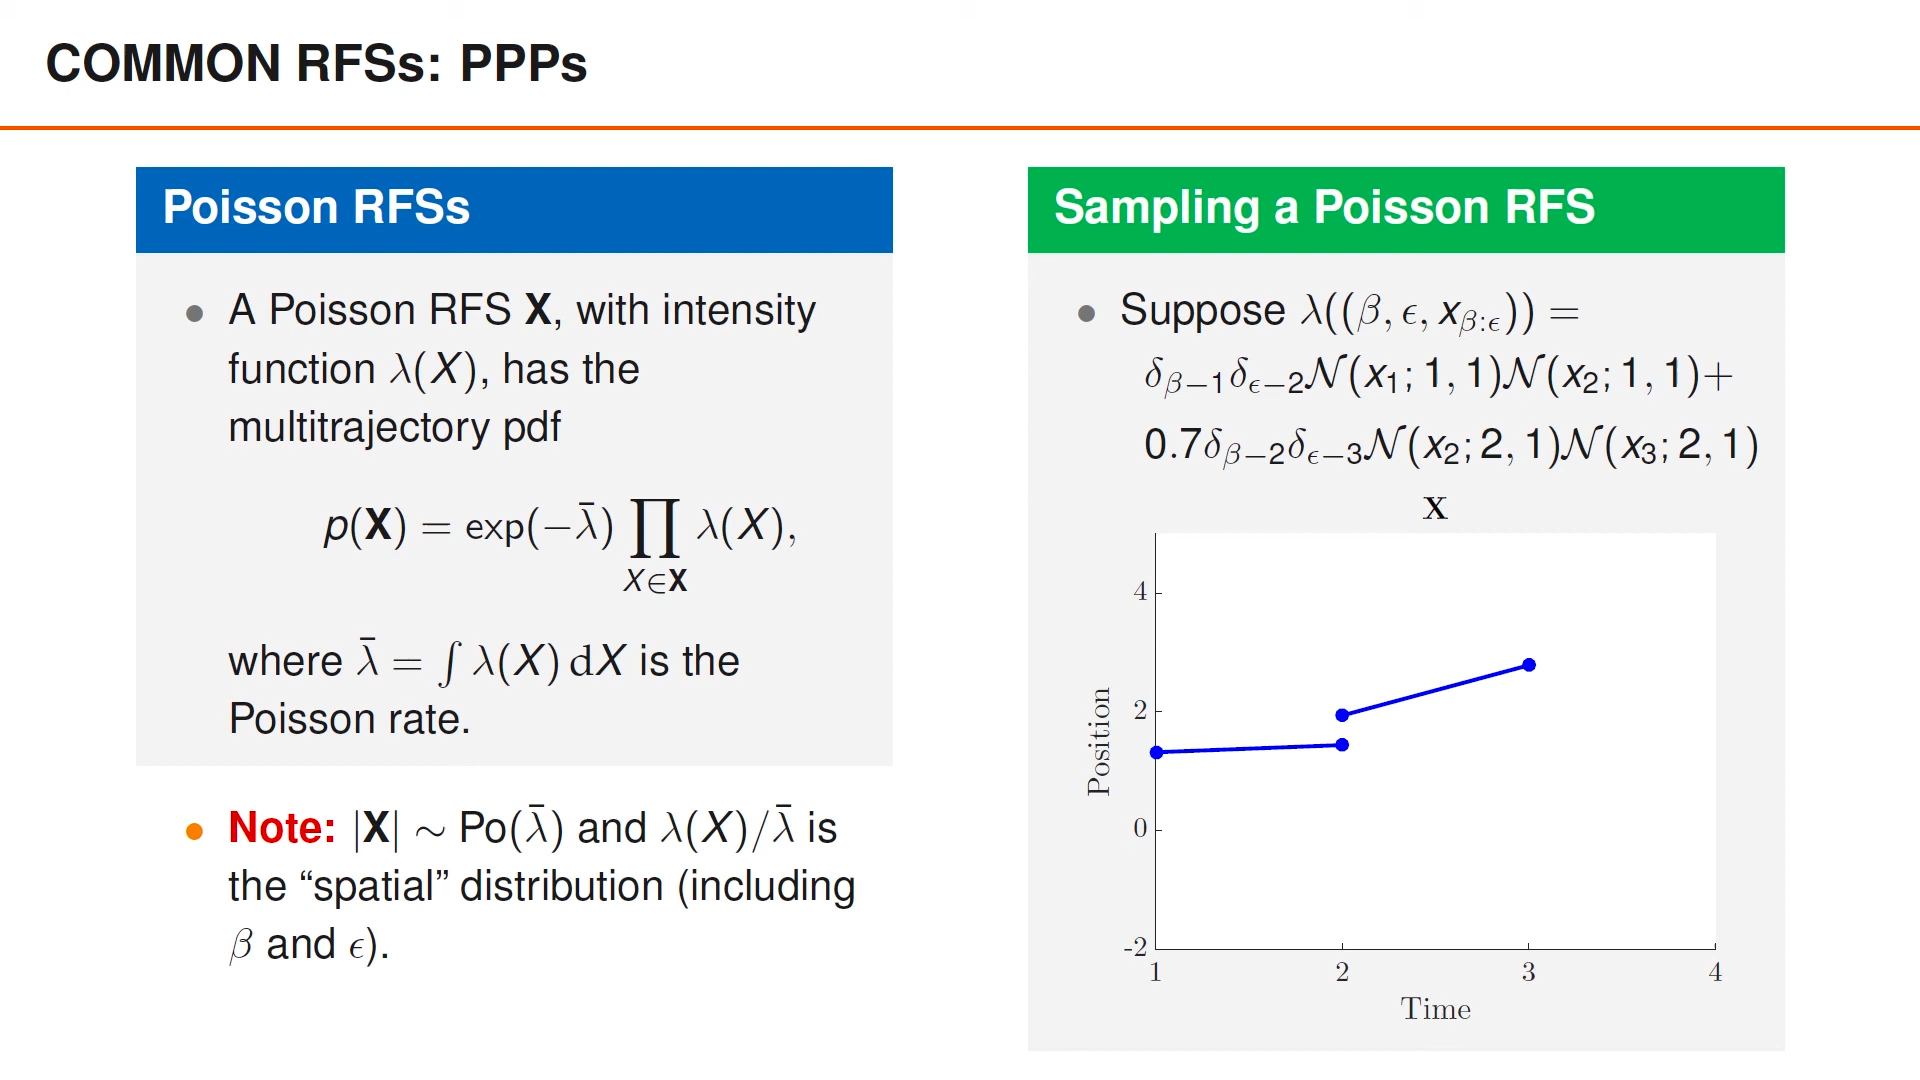 COMMON RFSs: PPPs
Poisson RFSs
• A Poisson RFS X, with intensity
function λ(X), has the
multitrajectory pdf
p(X) = exp(−λ̄) ∏ λ(X),
X∈X
where λ̄ = ∫ λ(X) dX is the
Poisson rate.
• Note: |X| ∼ Po(λ̄) and λ(X)/λ̄ is
the “spatial” distribution (including
β and ϵ).
Sampling a Poisson RFS
• Suppose λ((β, ϵ, x_{β:ϵ})) =
δ_{β−1}δ_{ϵ−2}𝒩(x₁; 1, 1)𝒩(x₂; 1, 1)+
0.7δ_{β−2}δ_{ϵ−3}𝒩(x₂; 2, 1)𝒩(x₃; 2, 1)
X
4
2
0
-2
Position
1 2 3 4
Time